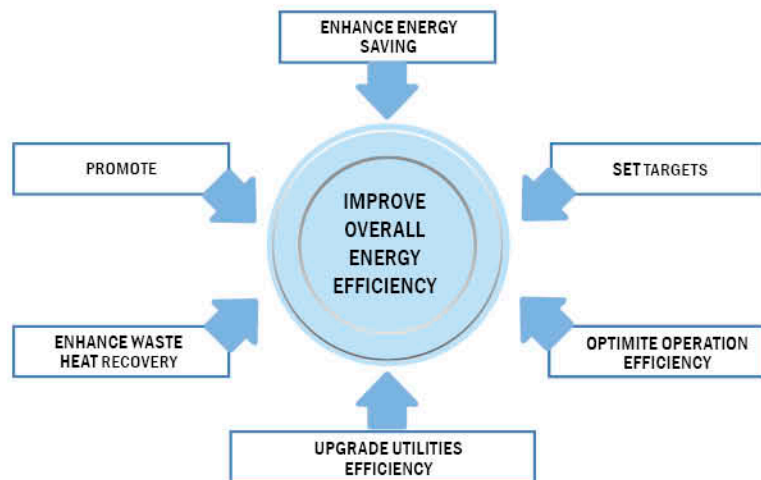 ENHANCE ENERGY
SAVING
PROMOTE
SET TARGETS
IMPROVE
OVERALL
ENERGY
EFFICIENCY
ENHANCE WASTE
HEAT RECOVERY
OPTIMITE OPERATION
EFFICIENCY
UPGRADE UTILITIES
EFFICIENCY